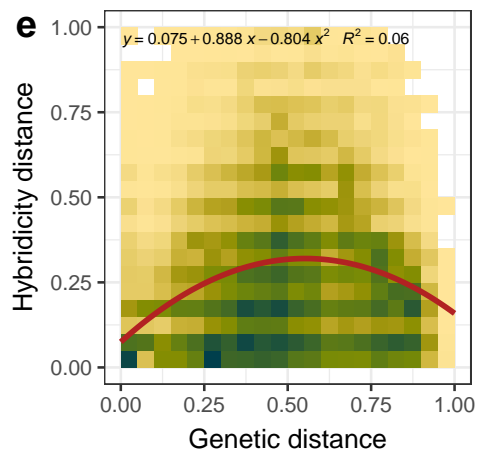 e
y = 0.075 + 0.888 x − 0.804 x² R² = 0.06
1.00
0.75
0.50
0.25
0.00
Hybridicity distance
0.00 0.25 0.50 0.75 1.00
Genetic distance